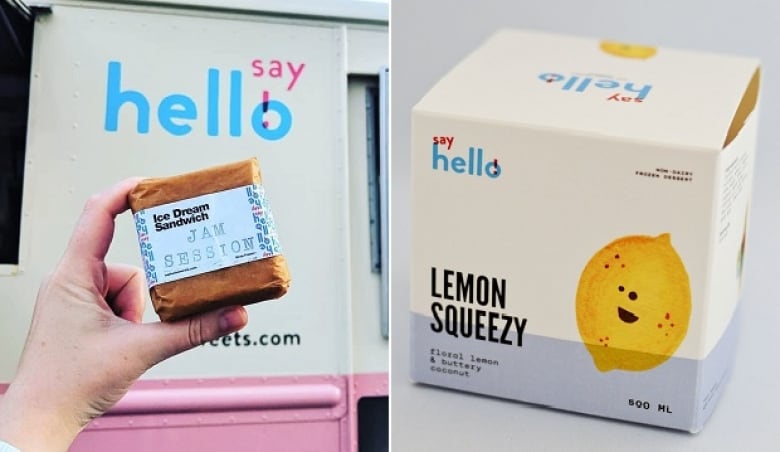 say
hello!
Ice Dream
Sandwich
JAM
SESSION
eets.com
say
hello!
say
hello!
NON-DAIRY
FROZEN DESSERT
LEMON
SQUEEZY
floral lemon
& buttery
coconut
500 ML